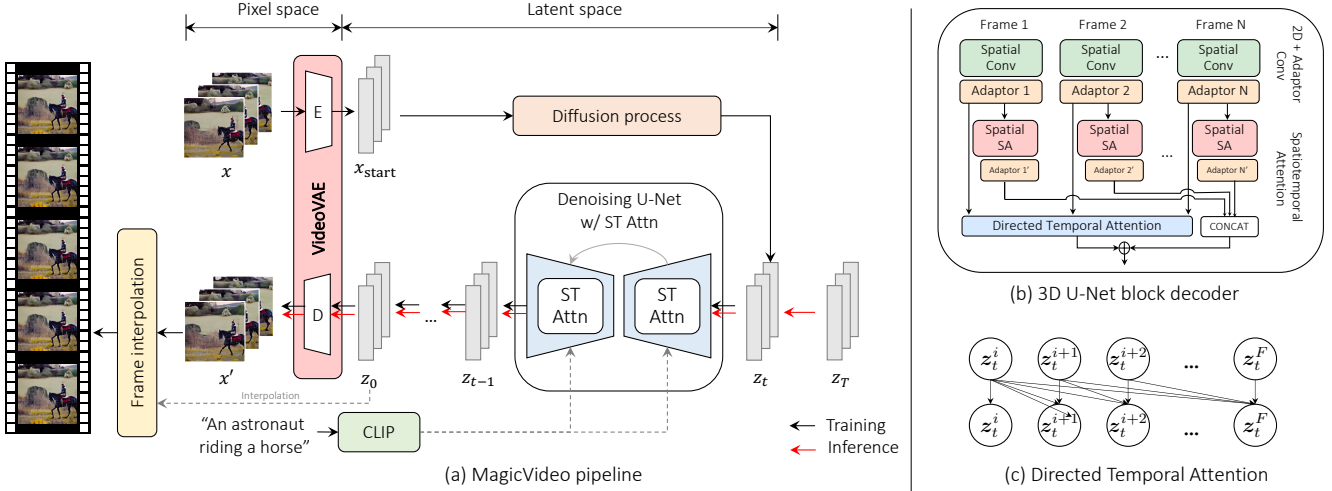 Pixel space
Latent space
E
x
x_start
Diffusion process
VideoVAE
Denoising U-Net
w/ ST Attn
ST
Attn
ST
Attn
Frame interpolation
D
...
x′
z_0
z_{t−1}
z_t
z_T
Interpolation
“An astronaut
riding a horse”
CLIP
Training
Inference
(a) MagicVideo pipeline
Frame 1
Frame 2
Frame N
Spatial
Conv
Spatial
Conv
...
Spatial
Conv
Adaptor 1
Adaptor 2
Adaptor N
2D + Adaptor
Conv
Spatial
SA
Spatial
SA
Spatial
SA
...
Adaptor 1'
Adaptor 2'
Adaptor N'
Spatiotemporal
Attention
Directed Temporal Attention
CONCAT
(b) 3D U-Net block decoder
z_t^i
z_t^{i+1}
z_t^{i+2}
...
z_t^F
z_t^i
z_t^{i+1}
z_t^{i+2}
...
z_t^F
(c) Directed Temporal Attention